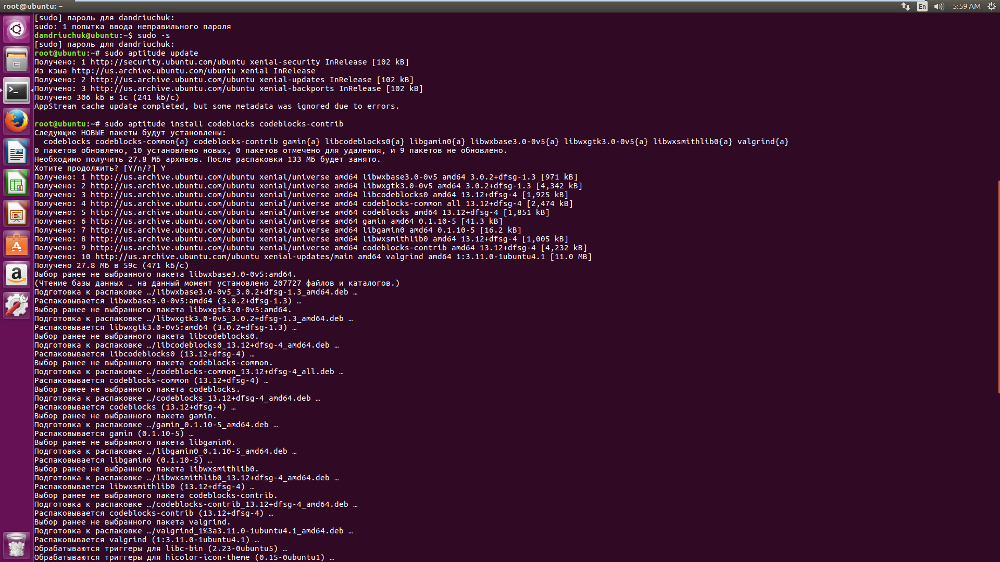 root@ubuntu: ~
En
5:59 AM
[sudo] пароль для dandriuchuk:
sudo: 1 попытка ввода неправильного пароля
dandriuchuk@ubuntu:~$ sudo -s
[sudo] пароль для dandriuchuk:
root@ubuntu:~# sudo aptitude update
Получено: 1 http://security.ubuntu.com/ubuntu xenial-security InRelease [102 kB]
Из кэша http://us.archive.ubuntu.com/ubuntu xenial InRelease
Получено: 2 http://us.archive.ubuntu.com/ubuntu xenial-updates InRelease [102 kB]
Получено: 3 http://us.archive.ubuntu.com/ubuntu xenial-backports InRelease [102 kB]
Получено 306 kБ в 1с (241 kБ/с)
AppStream cache update completed, but some metadata was ignored due to errors.
root@ubuntu:~# sudo aptitude install codeblocks codeblocks-contrib
Следующие НОВЫЕ пакеты будут установлены:
codeblocks codeblocks-common{a} codeblocks-contrib gamin{a} libcodeblocks0{a} libgamin0{a} libwxbase3.0-0v5{a} libwxgtk3.0-0v5{a} libwxsmithlib0{a} valgrind{a}
0 пакетов обновлено, 10 установлено новых, 0 пакетов отмечено для удаления, и 9 пакетов не обновлено.
Необходимо получить 27.8 МБ архивов. После распаковки 133 МБ будет занято.
Хотите продолжить? [Y/n/?] Y
Получено: 1 http://us.archive.ubuntu.com/ubuntu xenial/universe amd64 libwxbase3.0-0v5 amd64 3.0.2+dfsg-1.3 [971 kB]
Получено: 2 http://us.archive.ubuntu.com/ubuntu xenial/universe amd64 libwxgtk3.0-0v5 amd64 3.0.2+dfsg-1.3 [4,342 kB]
Получено: 3 http://us.archive.ubuntu.com/ubuntu xenial/universe amd64 libcodeblocks0 amd64 13.12+dfsg-4 [1,925 kB]
Получено: 4 http://us.archive.ubuntu.com/ubuntu xenial/universe amd64 codeblocks-common all 13.12+dfsg-4 [2,474 kB]
Получено: 5 http://us.archive.ubuntu.com/ubuntu xenial/universe amd64 codeblocks amd64 13.12+dfsg-4 [1,851 kB]
Получено: 6 http://us.archive.ubuntu.com/ubuntu xenial/universe amd64 gamin amd64 0.1.10-5 [41.3 kB]
Получено: 7 http://us.archive.ubuntu.com/ubuntu xenial/universe amd64 libgamin0 amd64 0.1.10-5 [16.2 kB]
Получено: 8 http://us.archive.ubuntu.com/ubuntu xenial/universe amd64 libwxsmithlib0 amd64 13.12+dfsg-4 [1,005 kB]
Получено: 9 http://us.archive.ubuntu.com/ubuntu xenial/universe amd64 codeblocks-contrib amd64 13.12+dfsg-4 [4,232 kB]
Получено: 10 http://us.archive.ubuntu.com/ubuntu xenial-updates/main amd64 valgrind amd64 1:3.11.0-1ubuntu4.1 [11.0 MB]
Получено 27.8 МБ в 59с (471 kБ/с)
Выбор ранее не выбранного пакета libwxbase3.0-0v5:amd64.
(Чтение базы данных … на данный момент установлено 207727 файлов и каталогов.)
Подготовка к распаковке …/libwxbase3.0-0v5_3.0.2+dfsg-1.3_amd64.deb …
Распаковывается libwxbase3.0-0v5:amd64 (3.0.2+dfsg-1.3) …
Выбор ранее не выбранного пакета libwxgtk3.0-0v5:amd64.
Подготовка к распаковке …/libwxgtk3.0-0v5_3.0.2+dfsg-1.3_amd64.deb …
Распаковывается libwxgtk3.0-0v5:amd64 (3.0.2+dfsg-1.3) …
Выбор ранее не выбранного пакета libcodeblocks0.
Подготовка к распаковке …/libcodeblocks0_13.12+dfsg-4_amd64.deb …
Распаковывается libcodeblocks0 (13.12+dfsg-4) …
Выбор ранее не выбранного пакета codeblocks-common.
Подготовка к распаковке …/codeblocks-common_13.12+dfsg-4_all.deb …
Распаковывается codeblocks-common (13.12+dfsg-4) …
Выбор ранее не выбранного пакета codeblocks.
Подготовка к распаковке …/codeblocks_13.12+dfsg-4_amd64.deb …
Распаковывается codeblocks (13.12+dfsg-4) …
Выбор ранее не выбранного пакета gamin.
Подготовка к распаковке …/gamin_0.1.10-5_amd64.deb …
Распаковывается gamin (0.1.10-5) …
Выбор ранее не выбранного пакета libgamin0.
Подготовка к распаковке …/libgamin0_0.1.10-5_amd64.deb …
Распаковывается libgamin0 (0.1.10-5) …
Выбор ранее не выбранного пакета libwxsmithlib0.
Подготовка к распаковке …/libwxsmithlib0_13.12+dfsg-4_amd64.deb …
Распаковывается libwxsmithlib0 (13.12+dfsg-4) …
Выбор ранее не выбранного пакета codeblocks-contrib.
Подготовка к распаковке …/codeblocks-contrib_13.12+dfsg-4_amd64.deb …
Распаковывается codeblocks-contrib (13.12+dfsg-4) …
Выбор ранее не выбранного пакета valgrind.
Подготовка к распаковке …/valgrind_1%3a3.11.0-1ubuntu4.1_amd64.deb …
Распаковывается valgrind (1:3.11.0-1ubuntu4.1) …
Обрабатываются триггеры для libc-bin (2.23-0ubuntu5) …
Обрабатываются триггеры для hicolor-icon-theme (0.15-0ubuntu1) …